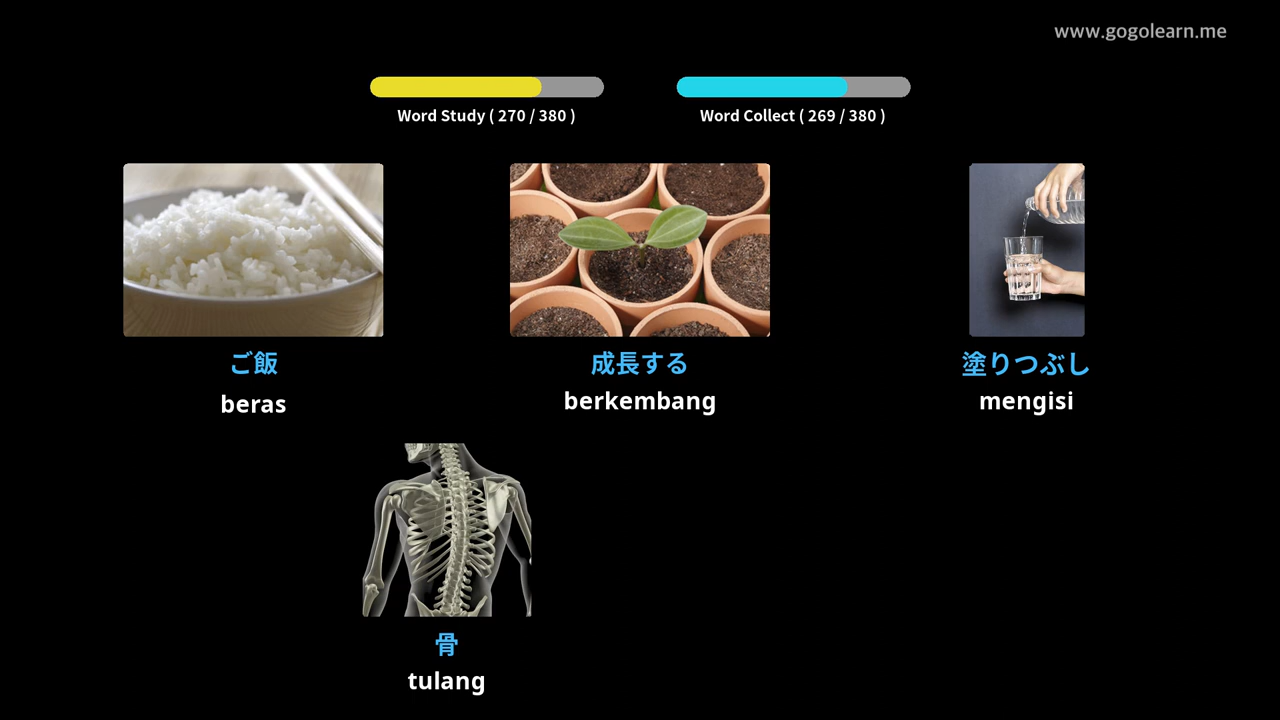 www.gogolearn.me
Word Study ( 270 / 380 )
Word Collect ( 269 / 380 )
ご飯
beras
成長する
berkembang
塗りつぶし
mengisi
骨
tulang